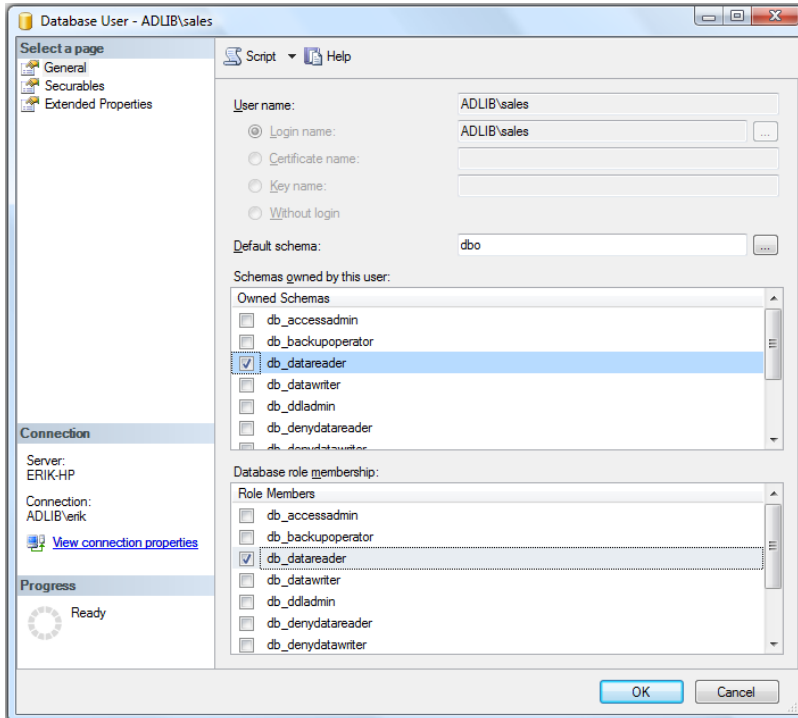 Database User - ADLIB\sales
Select a page
General
Securables
Extended Properties
Script Help
User name: ADLIB\sales
Login name: ADLIB\sales ...
Certificate name:
Key name:
Without login
Default schema: dbo ...
Schemas owned by this user:
Owned Schemas
db_accessadmin
db_backupoperator
db_datareader
db_datawriter
db_ddladmin
db_denydatareader
db_denydatawriter
Connection
Server:
ERIK-HP
Connection:
ADLIB\erik
View connection properties
Database role membership:
Role Members
db_accessadmin
db_backupoperator
db_datareader
db_datawriter
db_ddladmin
db_denydatareader
db_denydatawriter
Progress
Ready
OK Cancel